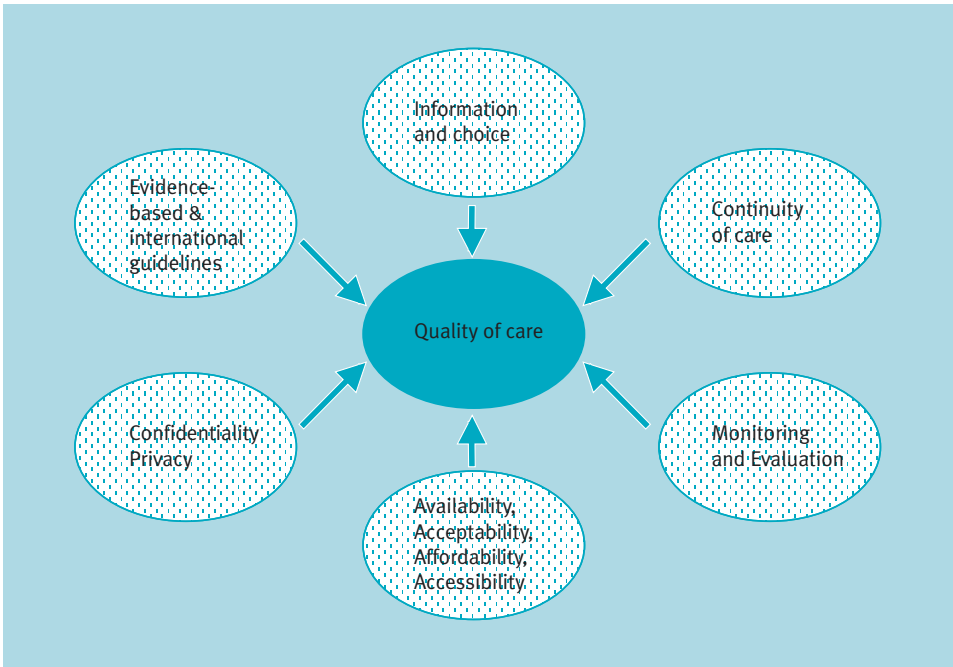 Information
and choice
Evidence-
based &
international
guidelines
Continuity
of care
Quality of care
Confidentiality
Privacy
Monitoring
and Evaluation
Availability,
Acceptability,
Affordability,
Accessibility